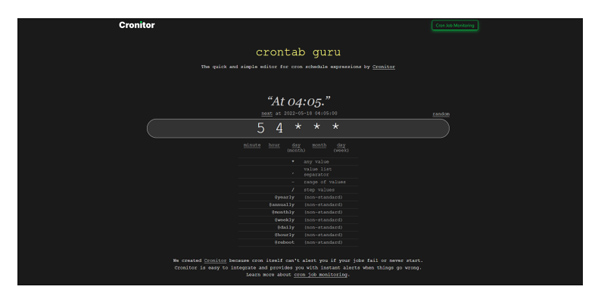 Cronitor
Cron Job Monitoring
crontab guru
The quick and simple editor for cron schedule expressions by Cronitor
“At 04:05.”
next at 2022-05-19 04:05:00
random
5 4 * * *
minute hour day (month) month day (week)
* any value
, value list separator
- range of values
/ step values
@yearly (non-standard)
@annually (non-standard)
@monthly (non-standard)
@weekly (non-standard)
@daily (non-standard)
@hourly (non-standard)
@reboot (non-standard)
We created Cronitor because cron itself can't alert you if your jobs fail or never start.
Cronitor is easy to integrate and provides you with instant alerts when things go wrong.
Learn more about cron job monitoring.